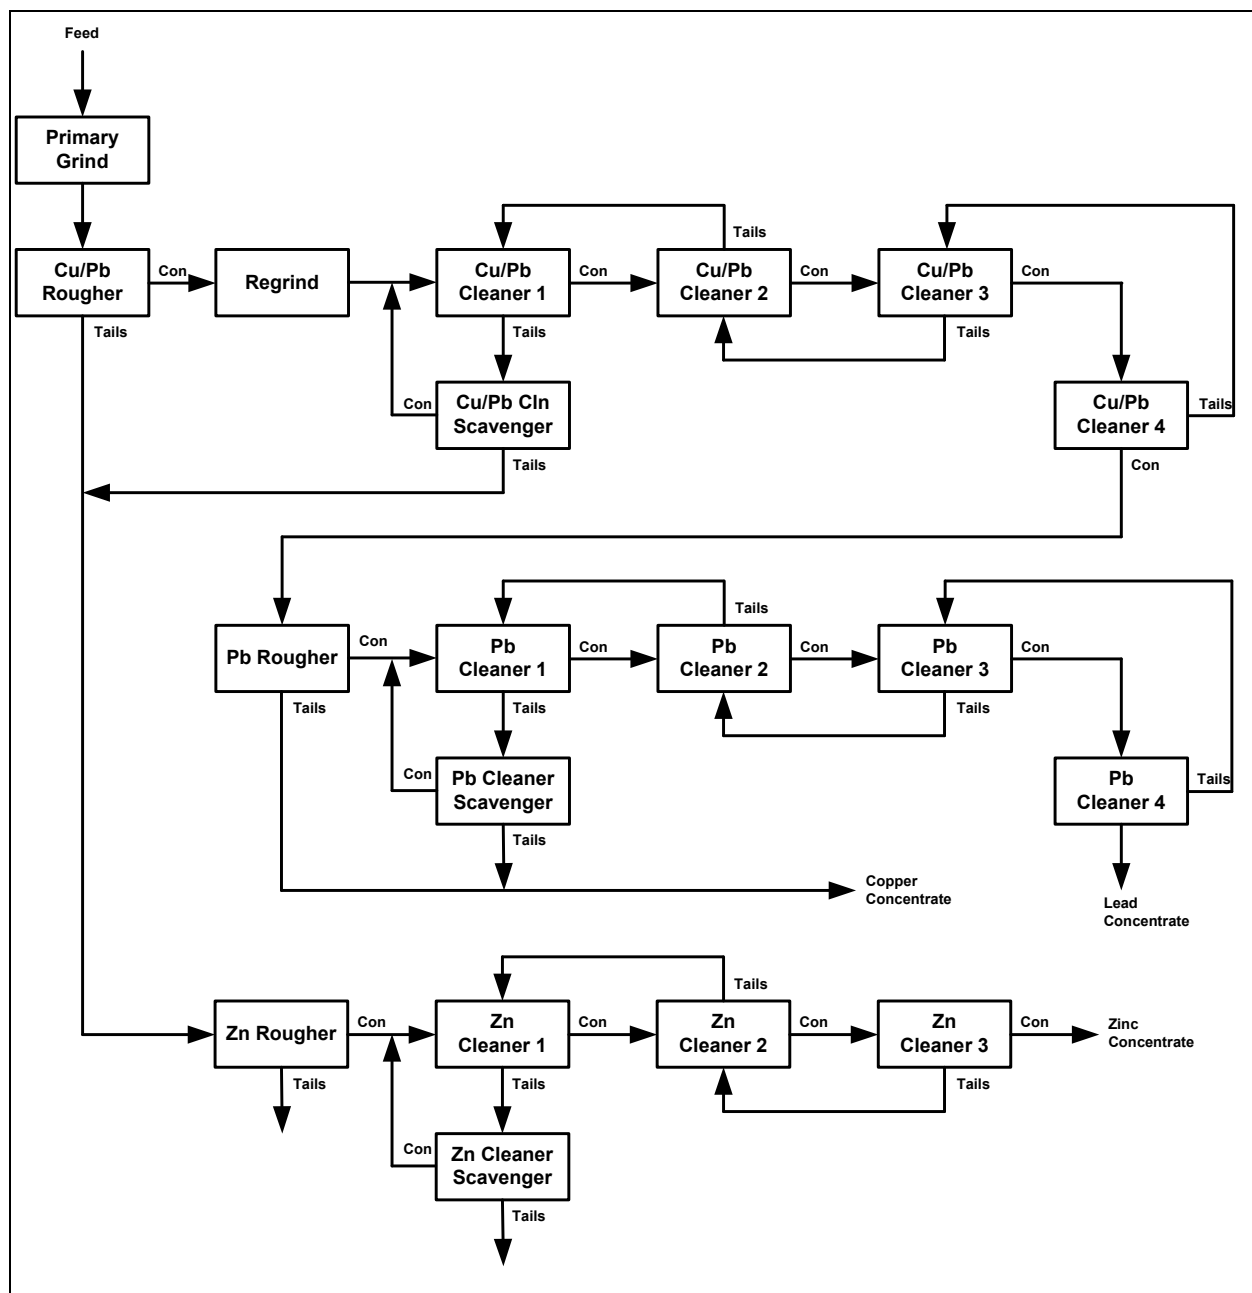 Feed
Primary
Grind
Cu/Pb
Rougher
Con
Tails
Regrind
Cu/Pb
Cleaner 1
Con
Tails
Tails
Cu/Pb
Cleaner 2
Con
Cu/Pb
Cleaner 3
Con
Tails
Con
Cu/Pb Cln
Scavenger
Tails
Cu/Pb
Cleaner 4
Tails
Con
Pb Rougher
Con
Tails
Pb
Cleaner 1
Con
Tails
Tails
Pb
Cleaner 2
Con
Pb
Cleaner 3
Con
Tails
Con
Pb Cleaner
Scavenger
Tails
Pb
Cleaner 4
Tails
Copper
Concentrate
Lead
Concentrate
Zn Rougher
Con
Tails
Zn
Cleaner 1
Con
Tails
Tails
Zn
Cleaner 2
Con
Zn
Cleaner 3
Con
Tails
Zinc
Concentrate
Con
Zn Cleaner
Scavenger
Tails